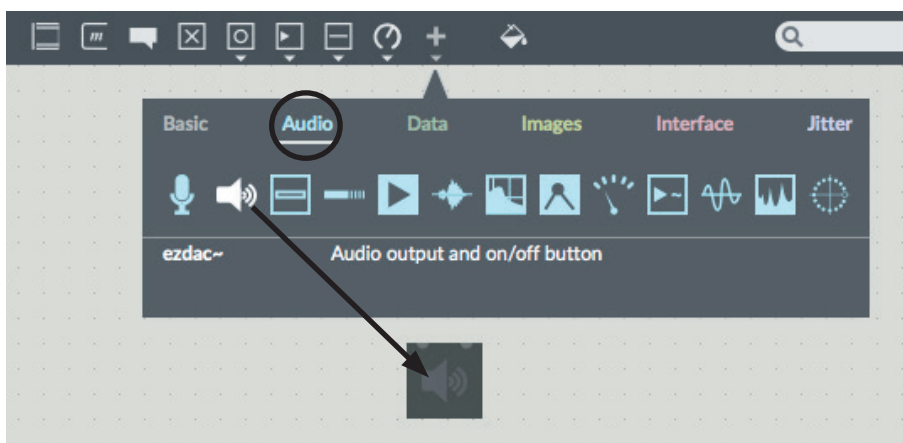 m
Basic Audio Data Images Interface Jitter
ezdac~ Audio output and on/off button